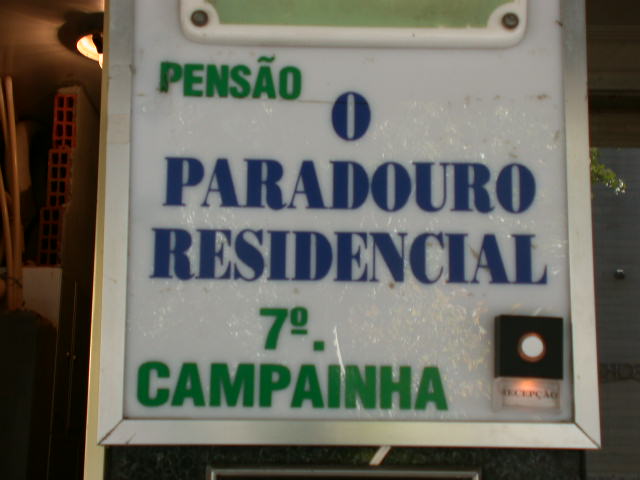 PENSÃO
O
PARADOURO
RESIDENCIAL
7º.
CAMPAINHA
RECEPÇÃO